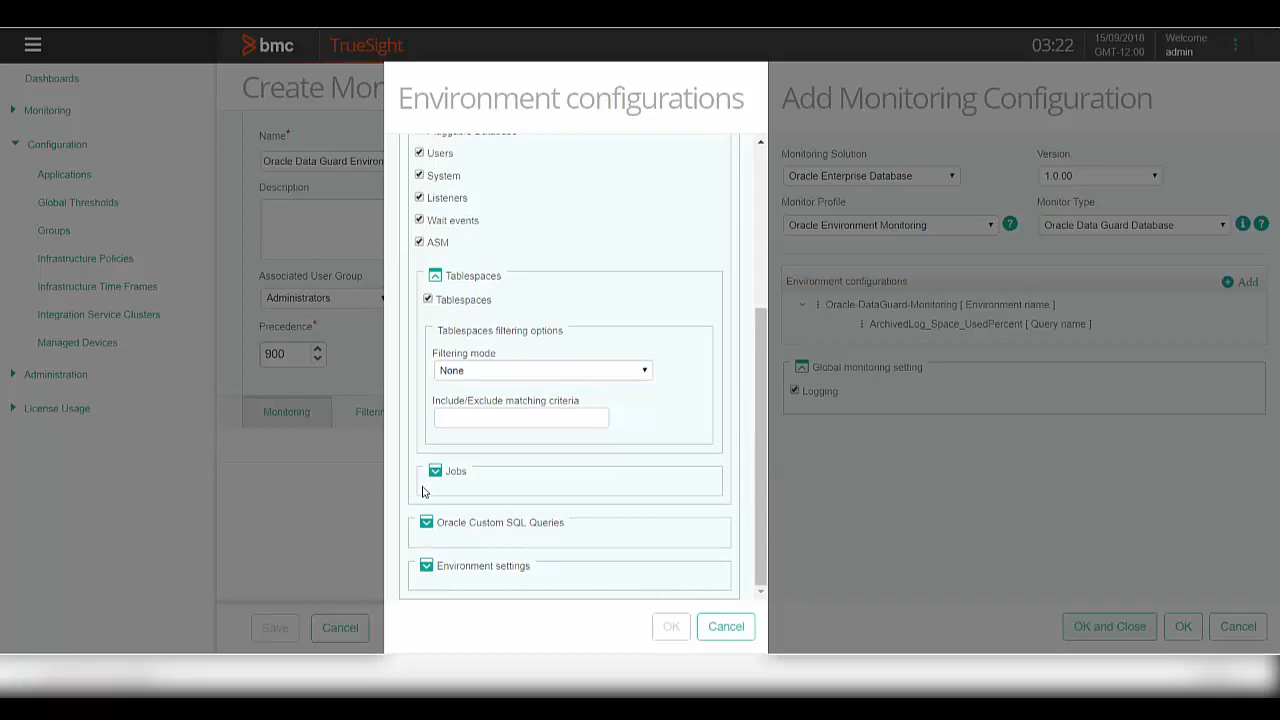 bmc
TrueSight
03:22
15/09/2018
GMT-12:00
Welcome
admin
Dashboards
Monitoring
Configuration
Applications
Global Thresholds
Groups
Infrastructure Policies
Infrastructure Time Frames
Integration Service Clusters
Managed Devices
Administration
License Usage
Create Mor
Name*
Oracle Data Guard Environ
Description
Associated User Group
Administrators
Precedence*
900
Monitoring
Filterin
Save
Cancel
Environment configurations
Pluggable Database
Users
System
Listeners
Wait events
ASM
Tablespaces
Tablespaces
Tablespaces filtering options
Filtering mode
None
Include/Exclude matching criteria
Jobs
Oracle Custom SQL Queries
Environment settings
OK
Cancel
Add Monitoring Configuration
Monitoring Solution
Version
Oracle Enterprise Database
1.0.00
Monitor Profile
Monitor Type
Oracle Environment Monitoring
?
Oracle Data Guard Database
i
?
Environment configurations
Add
Oracle-DataGuard-Monitoring [ Environment name ]
ArchivedLog_Space_UsedPercent [ Query name ]
Global monitoring setting
Logging
OK and Close
OK
Cancel